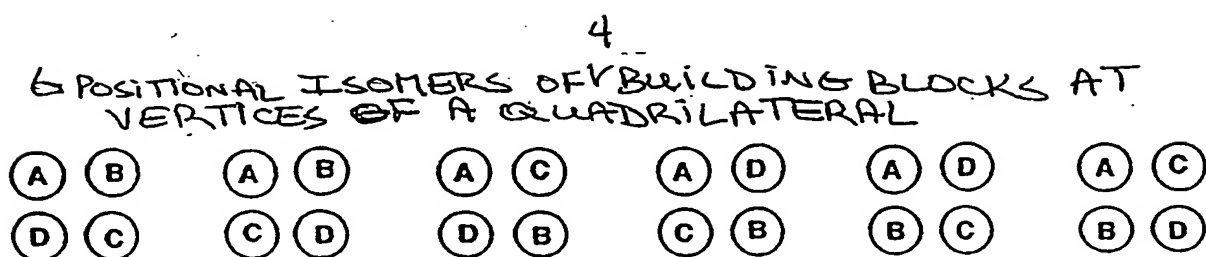 4
6 POSITIONAL ISOMERS OF BUILDING BLOCKS AT
VERTICES OF A QUADRILATERAL
A B A B A C A D A D A C
D C C D D B C B B C B D